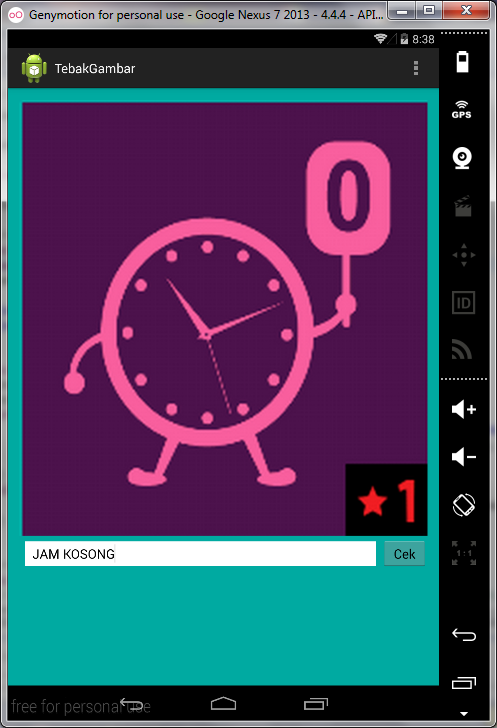 Genymotion for personal use - Google Nexus 7 2013 - 4.4.4 - API...
8:38
TebakGambar
GPS
0
ID
1
JAM KOSONG
Cek
1:1
free for personal use